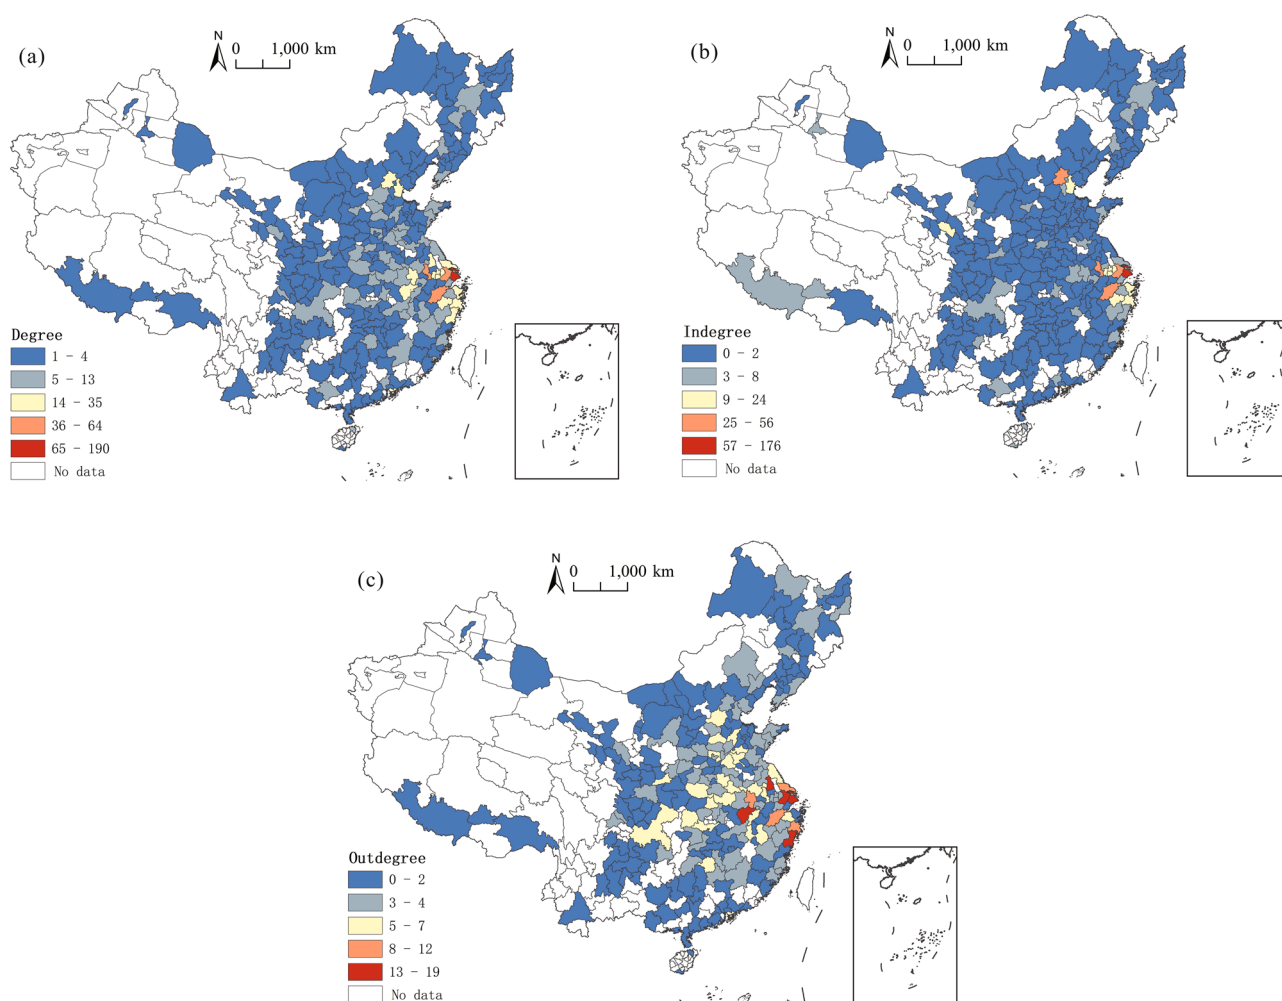 (a)
N
0 1,000 km
Degree
1 - 4
5 - 13
14 - 35
36 - 64
65 - 190
No data
(b)
N
0 1,000 km
Indegree
0 - 2
3 - 8
9 - 24
25 - 56
57 - 176
No data
(c)
N
0 1,000 km
Outdegree
0 - 2
3 - 4
5 - 7
8 - 12
13 - 19
No data